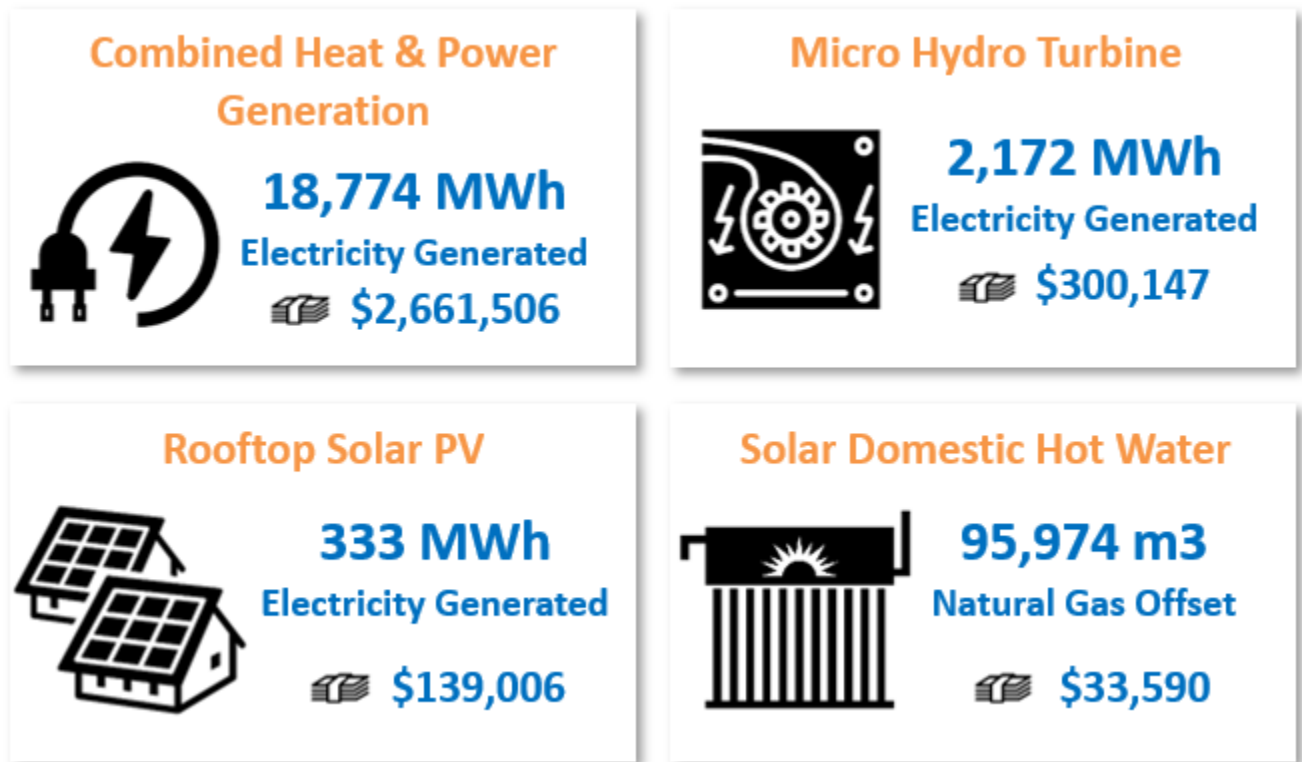 Combined Heat & Power
Generation
18,774 MWh
Electricity Generated
$2,661,506
Micro Hydro Turbine
2,172 MWh
Electricity Generated
$300,147
Rooftop Solar PV
333 MWh
Electricity Generated
$139,006
Solar Domestic Hot Water
95,974 m3
Natural Gas Offset
$33,590